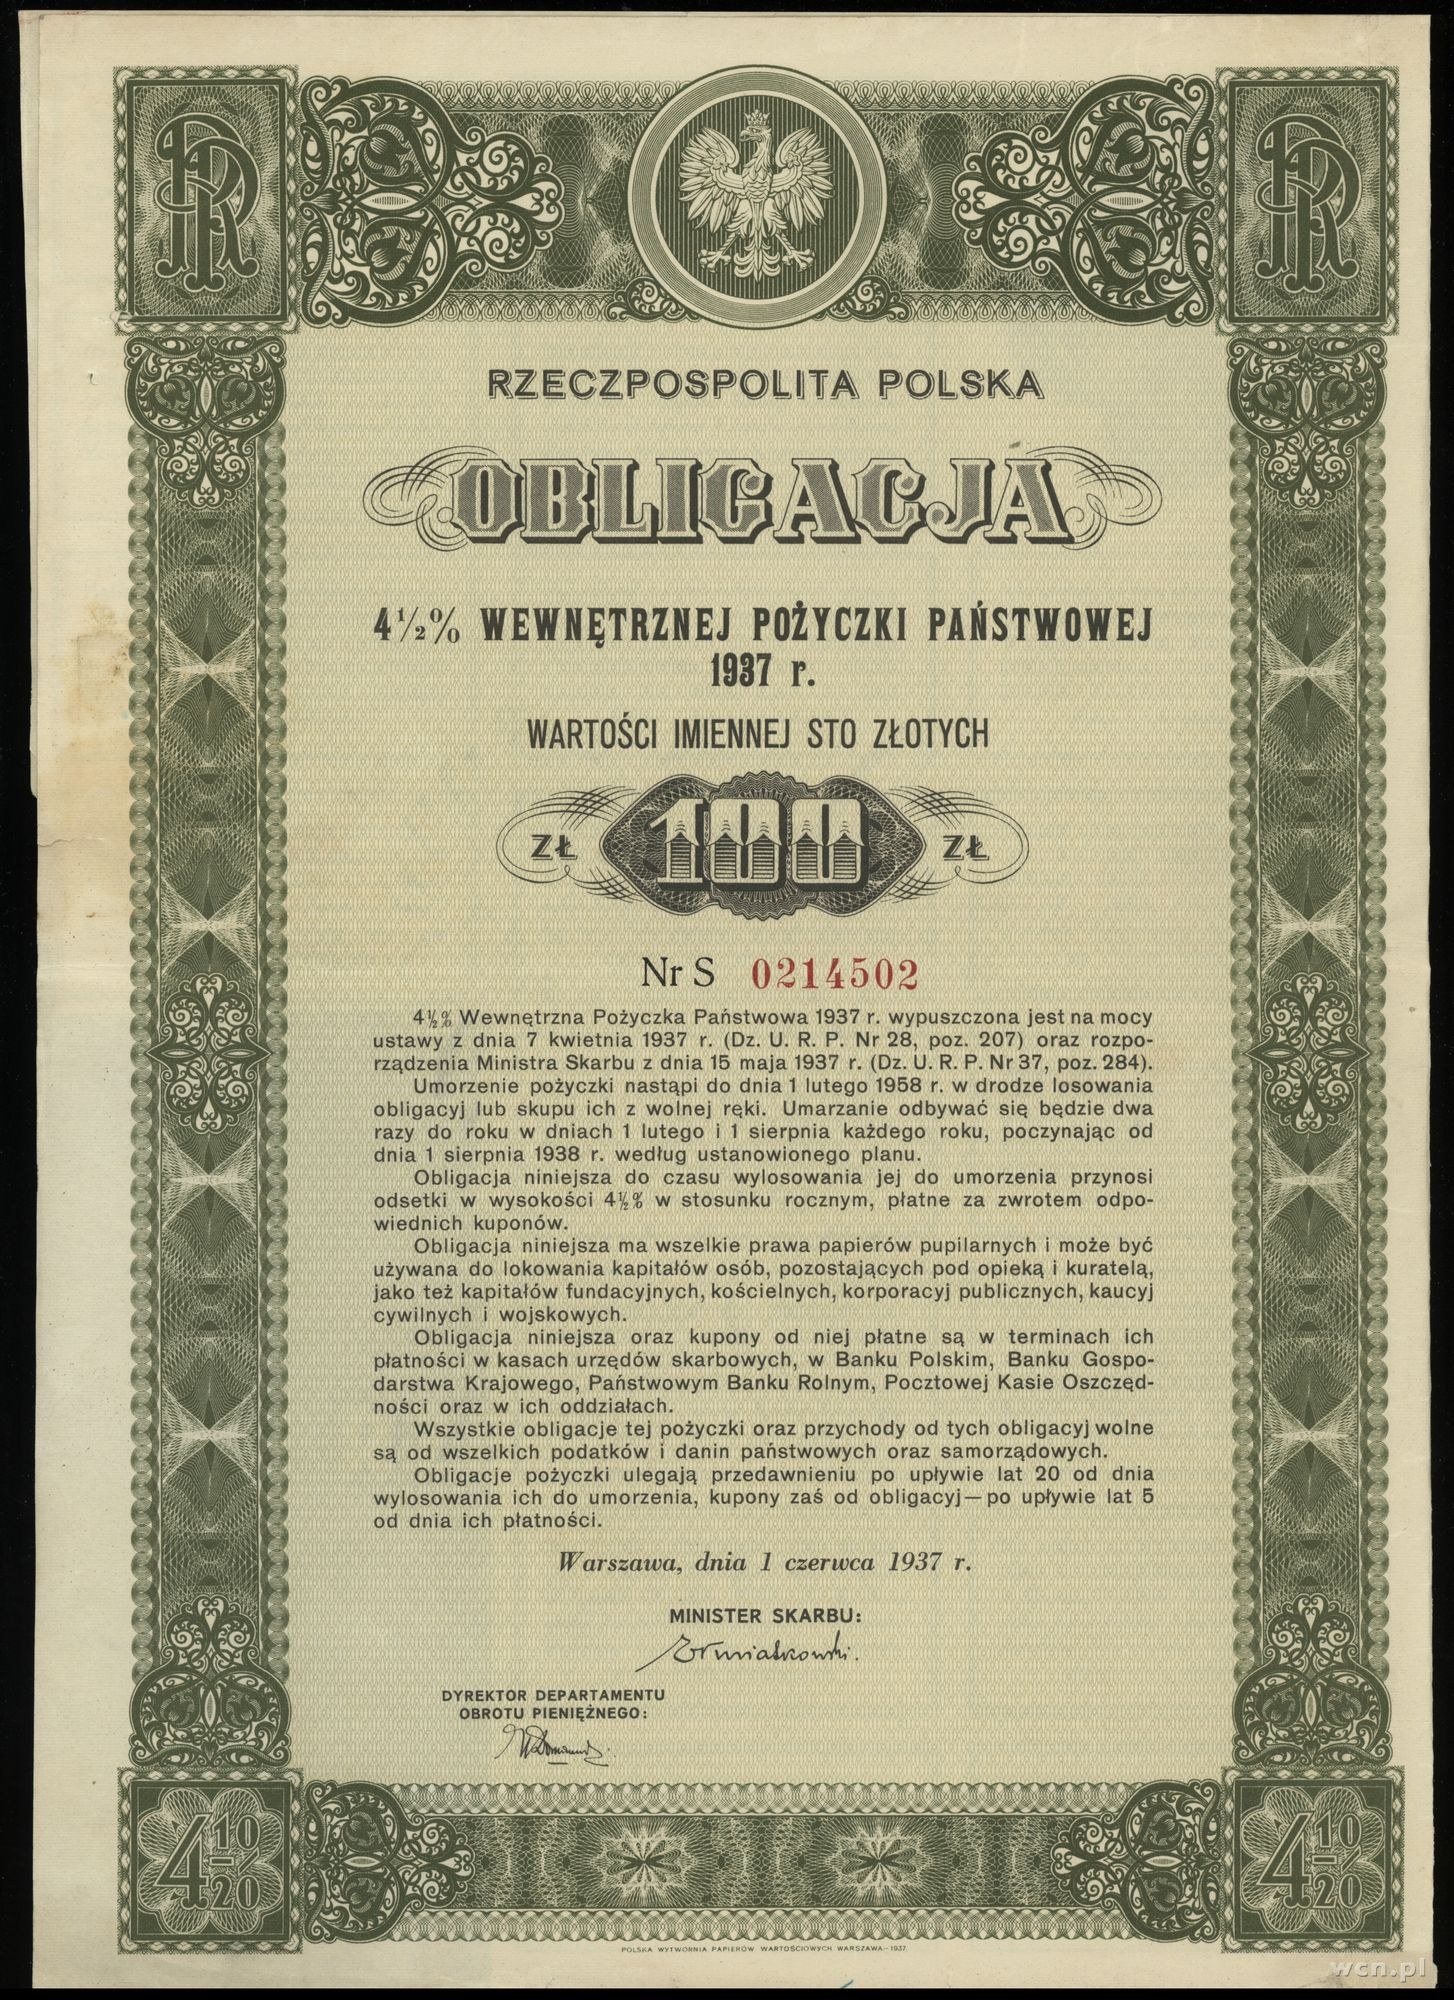 RZECZPOSPOLITA POLSKA
OBLIGACJA
4½% WEWNĘTRZNEJ POŻYCZKI PAŃSTWOWEJ
1937 r.
WARTOŚCI IMIENNEJ STO ZŁOTYCH
ZŁ 100 ZŁ
Nr S 0214502
4½% Wewnętrzna Pożyczka Państwowa 1937 r. wypuszczona jest na mocy
ustawy z dnia 7 kwietnia 1937 r. (Dz. U. R. P. Nr 28, poz. 207) oraz rozpo-
rządzenia Ministra Skarbu z dnia 15 maja 1937 r. (Dz. U. R. P. Nr 37, poz. 284).
Umorzenie pożyczki nastąpi do dnia 1 lutego 1958 r. w drodze losowania
obligacyj lub skupu ich z wolnej ręki. Umarzanie odbywać się będzie dwa
razy do roku w dniach 1 lutego i 1 sierpnia każdego roku, poczynając od
dnia 1 sierpnia 1938 r. według ustanowionego planu.
Obligacja niniejsza do czasu wylosowania jej do umorzenia przynosi
odsetki w wysokości 4½% w stosunku rocznym, płatne za zwrotem odpo-
wiednich kuponów.
Obligacja niniejsza ma wszelkie prawa papierów pupilarnych i może być
używana do lokowania kapitałów osób, pozostających pod opieką i kuratelą,
jako też kapitałów fundacyjnych, kościelnych, korporacyj publicznych, kaucyj
cywilnych i wojskowych.
Obligacja niniejsza oraz kupony od niej płatne są w terminach ich
płatności w kasach urzędów skarbowych, w Banku Polskim, Banku Gospo-
darstwa Krajowego, Państwowym Banku Rolnym, Pocztowej Kasie Oszczęd-
ności oraz w ich oddziałach.
Wszystkie obligacje tej pożyczki oraz przychody od tych obligacyj wolne
są od wszelkich podatków i danin państwowych oraz samorządowych.
Obligacje pożyczki ulegają przedawnieniu po upływie lat 20 od dnia
wylosowania ich do umorzenia, kupony zaś od obligacyj — po upływie lat 5
od dnia ich płatności.
Warszawa, dnia 1 czerwca 1937 r.
MINISTER SKARBU:
EKwiatkowski.
DYREKTOR DEPARTAMENTU
OBROTU PIENIĘŻNEGO:
4 10/20 4 10/20
POLSKA WYTWÓRNIA PAPIERÓW WARTOŚCIOWYCH WARSZAWA—1937.
wcn.pl